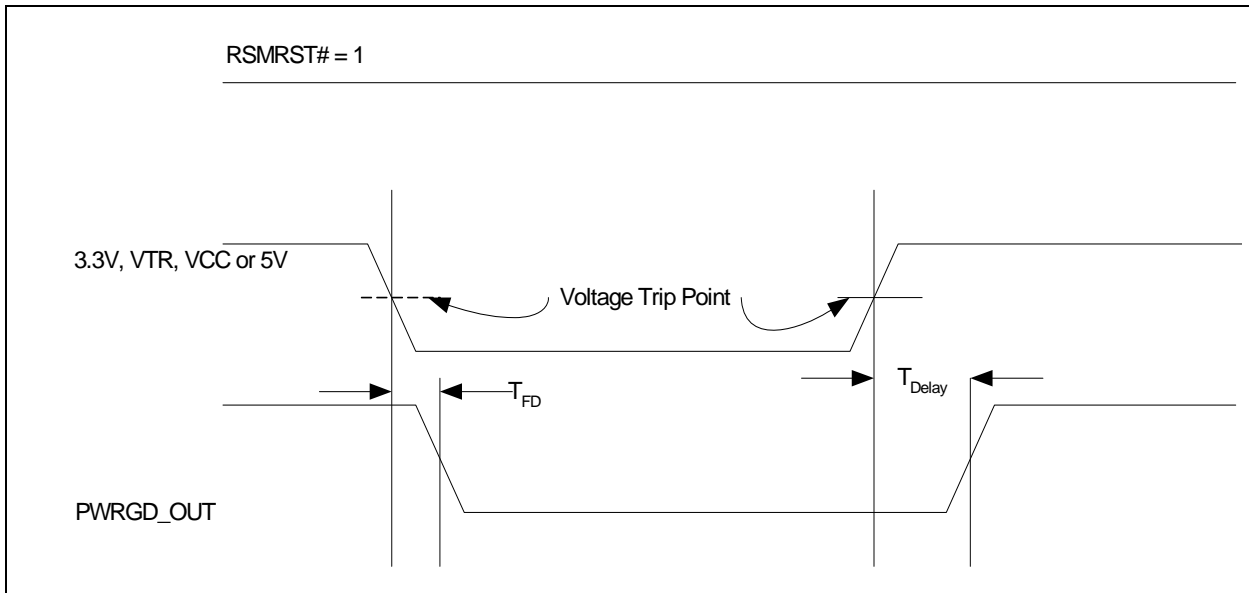 RSMRST# = 1
3.3V, VTR, VCC or 5V
Voltage Trip Point
TFD
TDelay
PWRGD_OUT